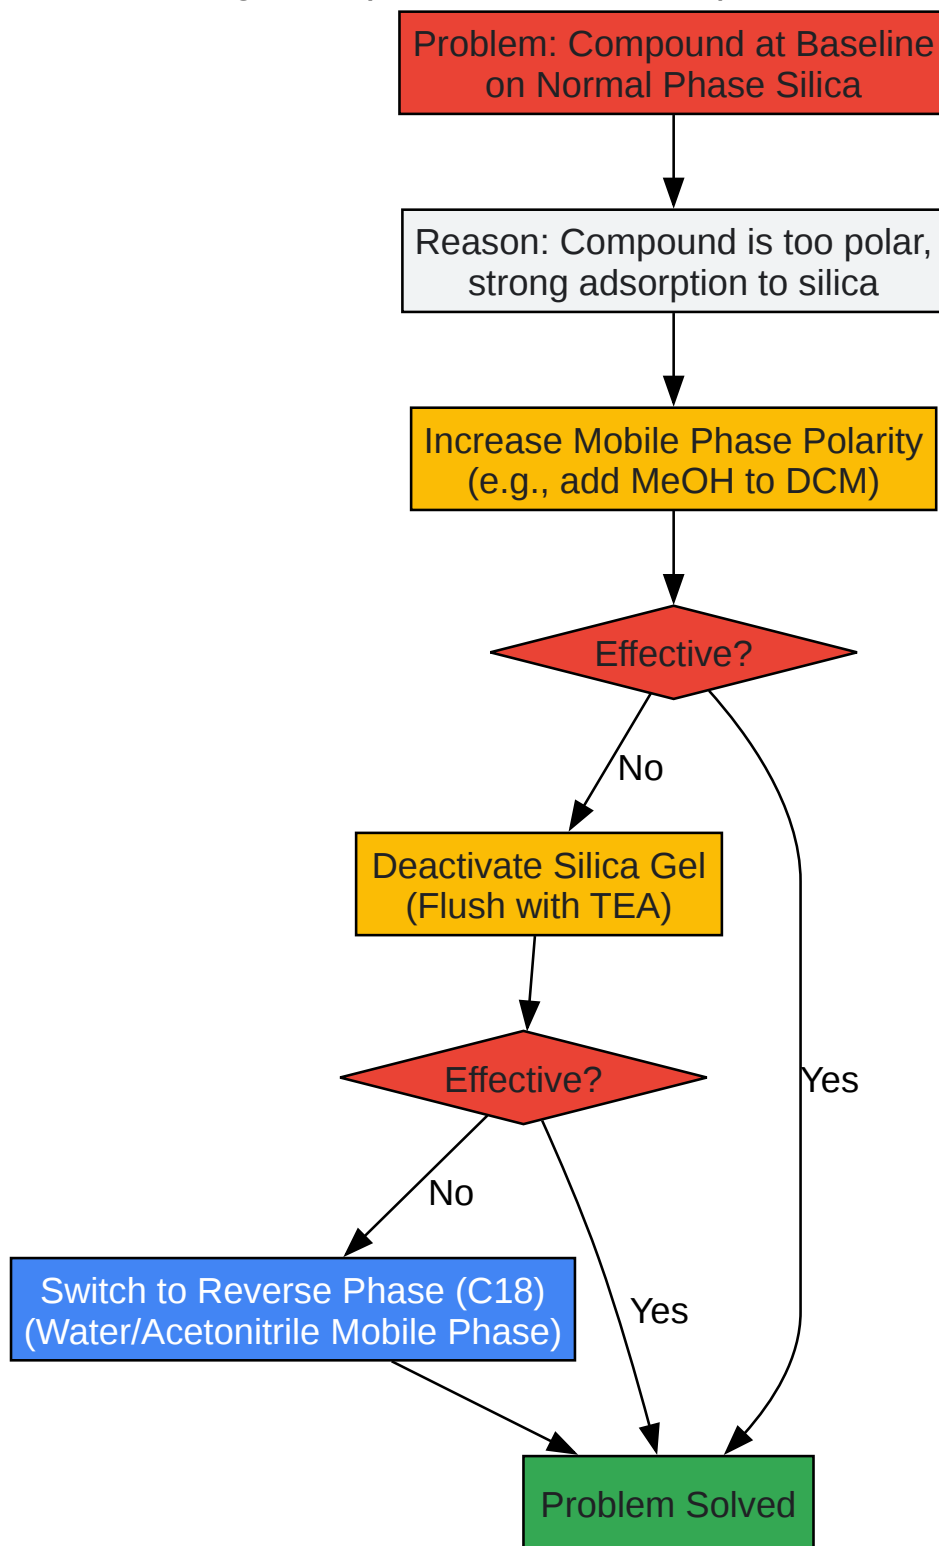 Problem: Compound at Baseline
on Normal Phase Silica
Reason: Compound is too polar,
strong adsorption to silica
Increase Mobile Phase Polarity
(e.g., add MeOH to DCM)
Effective?
No
Deactivate Silica Gel
(Flush with TEA)
Effective?
Yes
No
Switch to Reverse Phase (C18)
(Water/Acetonitrile Mobile Phase)
Yes
Problem Solved